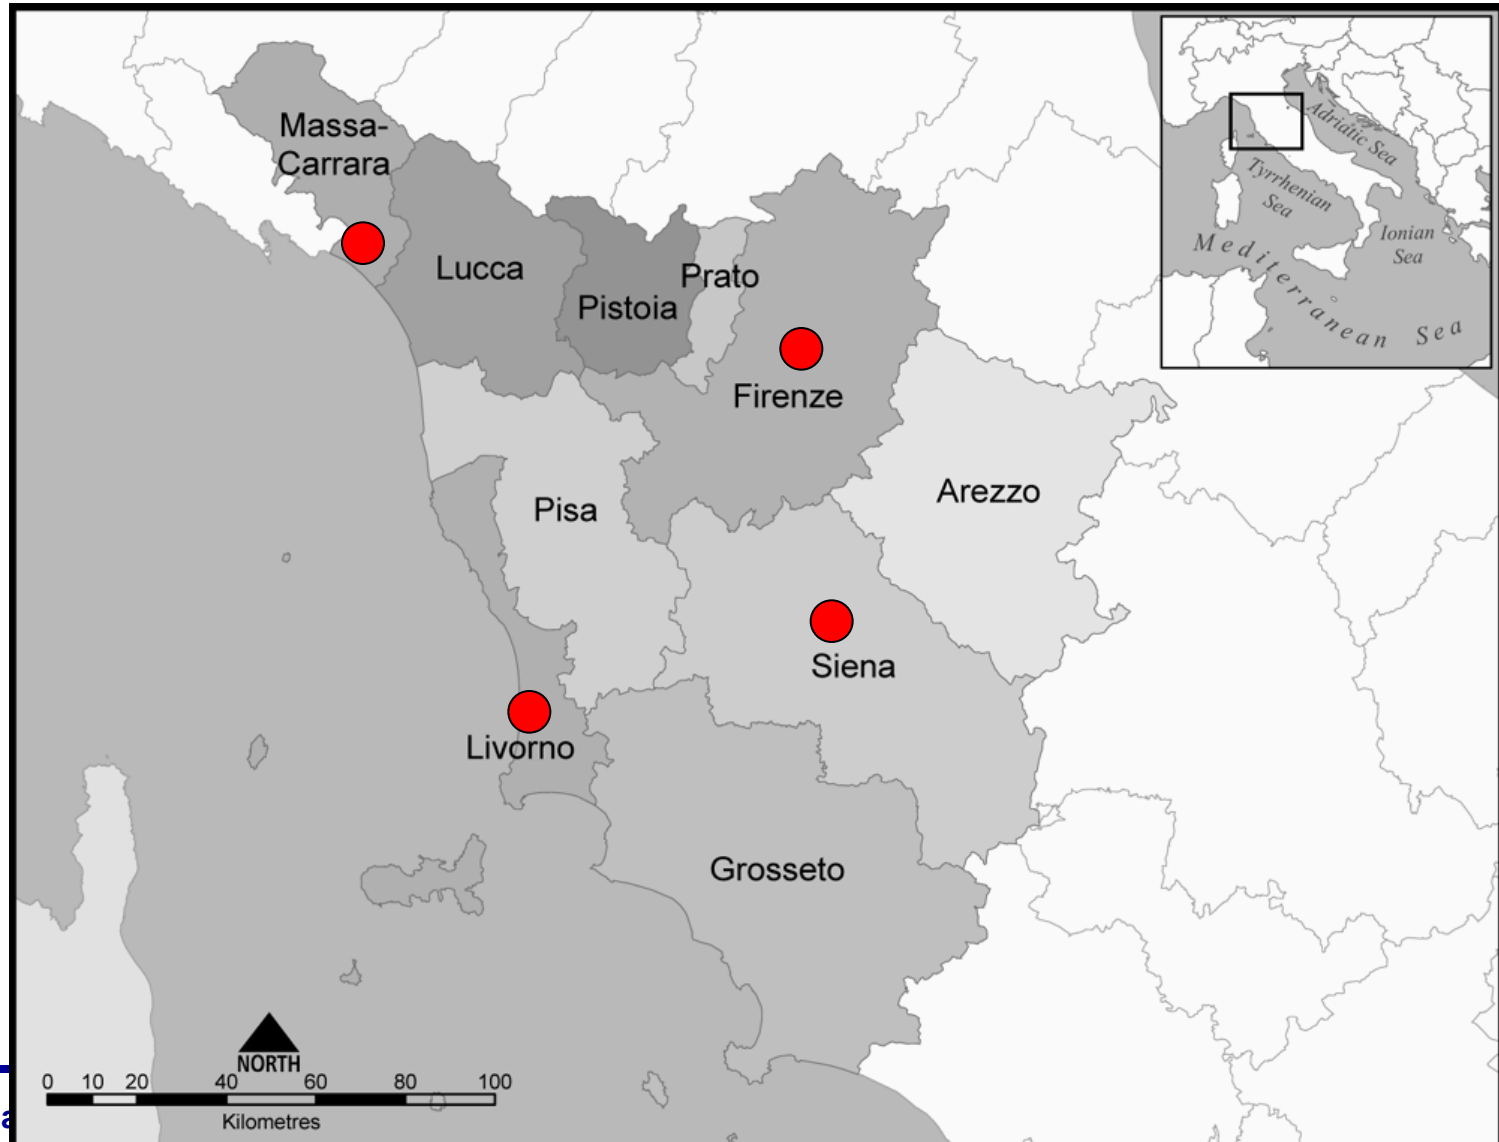 Massa-
Carrara
Lucca
Prato
Pistoia
Firenze
Arezzo
Pisa
Siena
Livorno
Grosseto
Adriatic Sea
Tyrrhenian
Sea
Ionian
Sea
Mediterranean Sea
NORTH
0 10 20 40 60 80 100
Kilometres
a